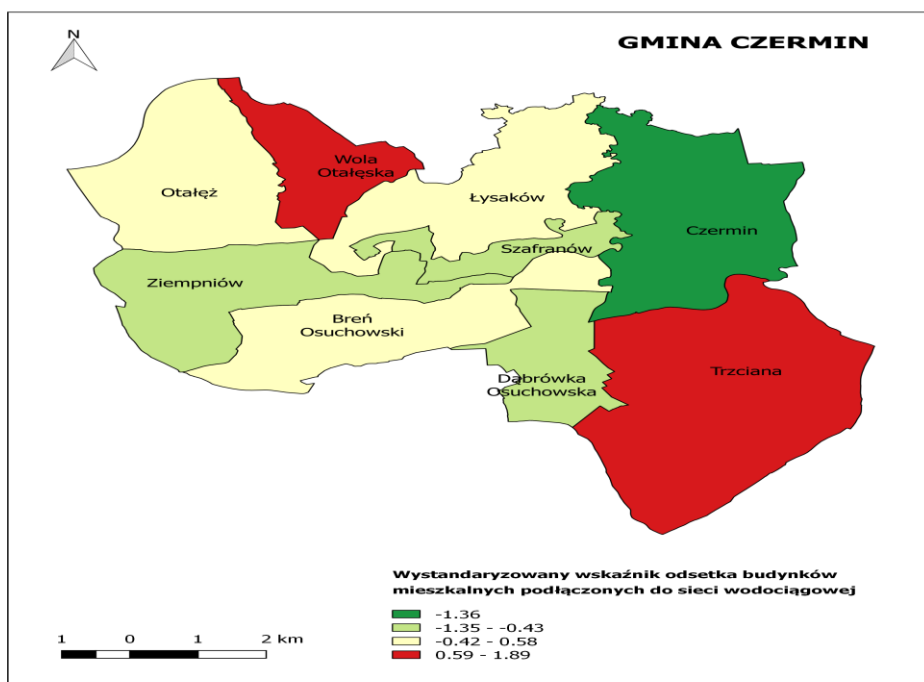 N
GMINA CZERMIN
Wola
Otałęska
Otałęż
Łysaków
Szafranów
Czermin
Ziempniów
Breń
Osuchowski
Dąbrówka
Osuchowska
Trzciana
Wystandaryzowany wskaźnik odsetka budynków
mieszkalnych podłączonych do sieci wodociągowej
-1.36
-1.35 - -0.43
-0.42 - 0.58
0.59 - 1.89
1 0 1 2 km